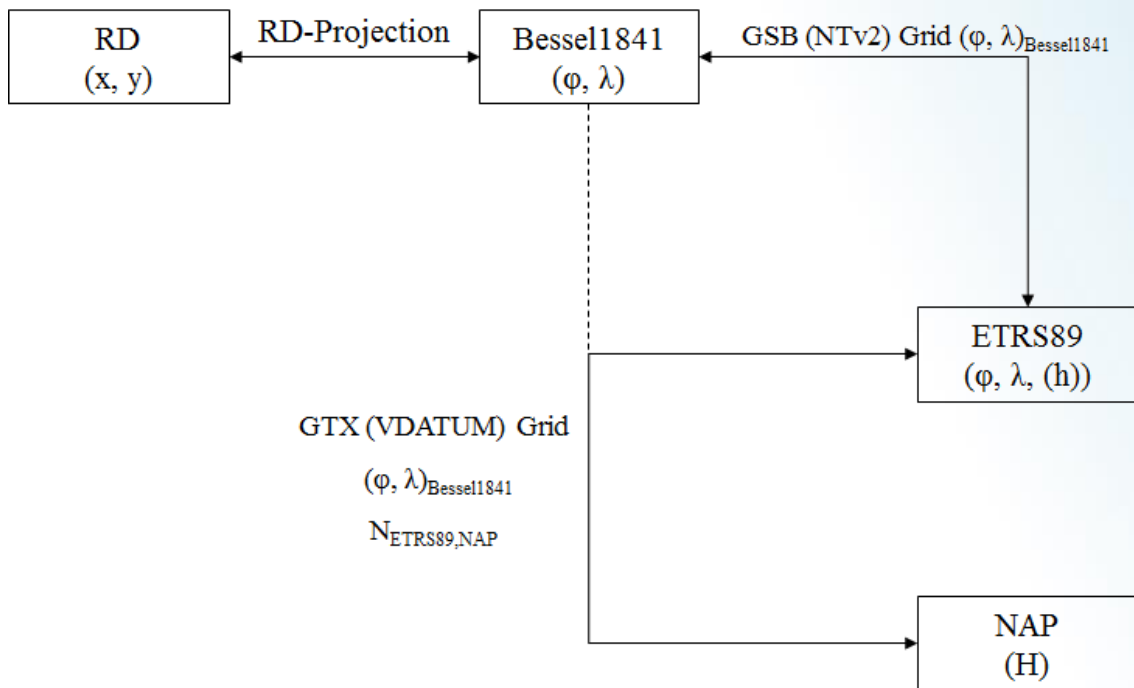 RD
(x, y)
RD-Projection
Bessel1841
(φ, λ)
GSB (NTv2) Grid (φ, λ)Bessel1841
ETRS89
(φ, λ, (h))
GTX (VDATUM) Grid
(φ, λ)Bessel1841
NETRS89,NAP
NAP
(H)